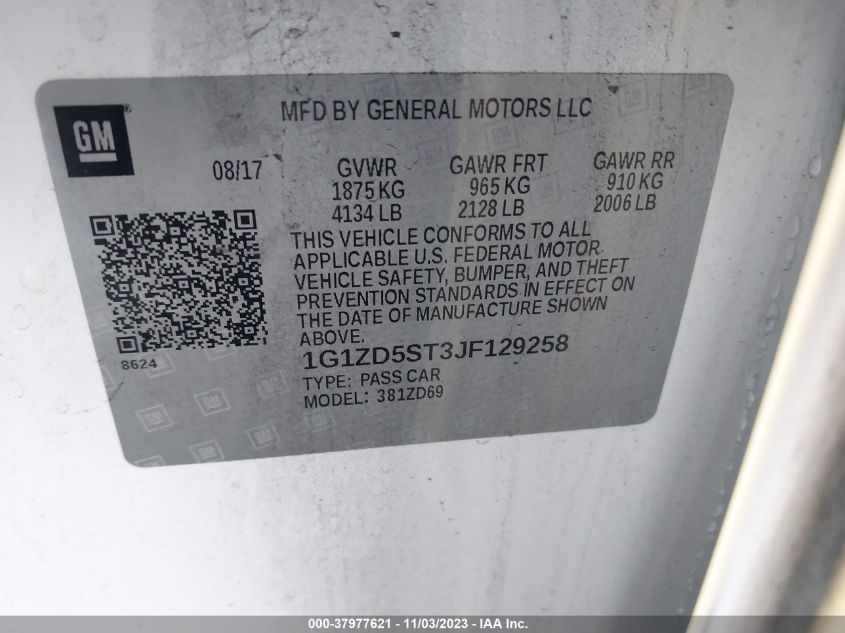 MFD BY GENERAL MOTORS LLC
GM®
08/17 GVWR GAWR FRT GAWR RR
1875 KG 965 KG 910 KG
4134 LB 2128 LB 2006 LB
THIS VEHICLE CONFORMS TO ALL
APPLICABLE U.S. FEDERAL MOTOR
VEHICLE SAFETY, BUMPER, AND THEFT
PREVENTION STANDARDS IN EFFECT ON
THE DATE OF MANUFACTURE SHOWN
ABOVE.
8624
1G1ZD5ST3JF129258
TYPE: PASS CAR
MODEL: 381ZD69
000-37977621 - 11/03/2023 - IAA Inc.